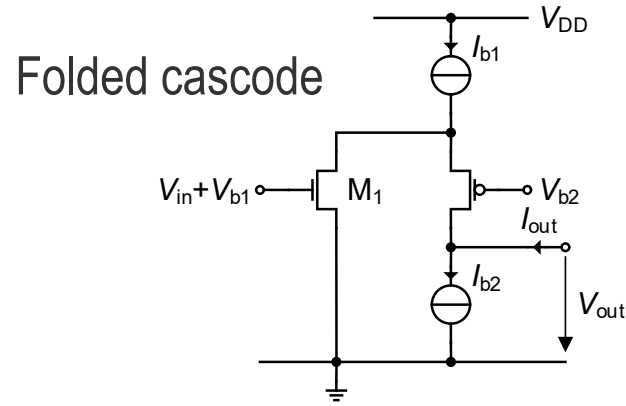 V_DD
I_b1
Folded cascode
V_in+V_b1
M_1
V_b2
I_out
I_b2
V_out